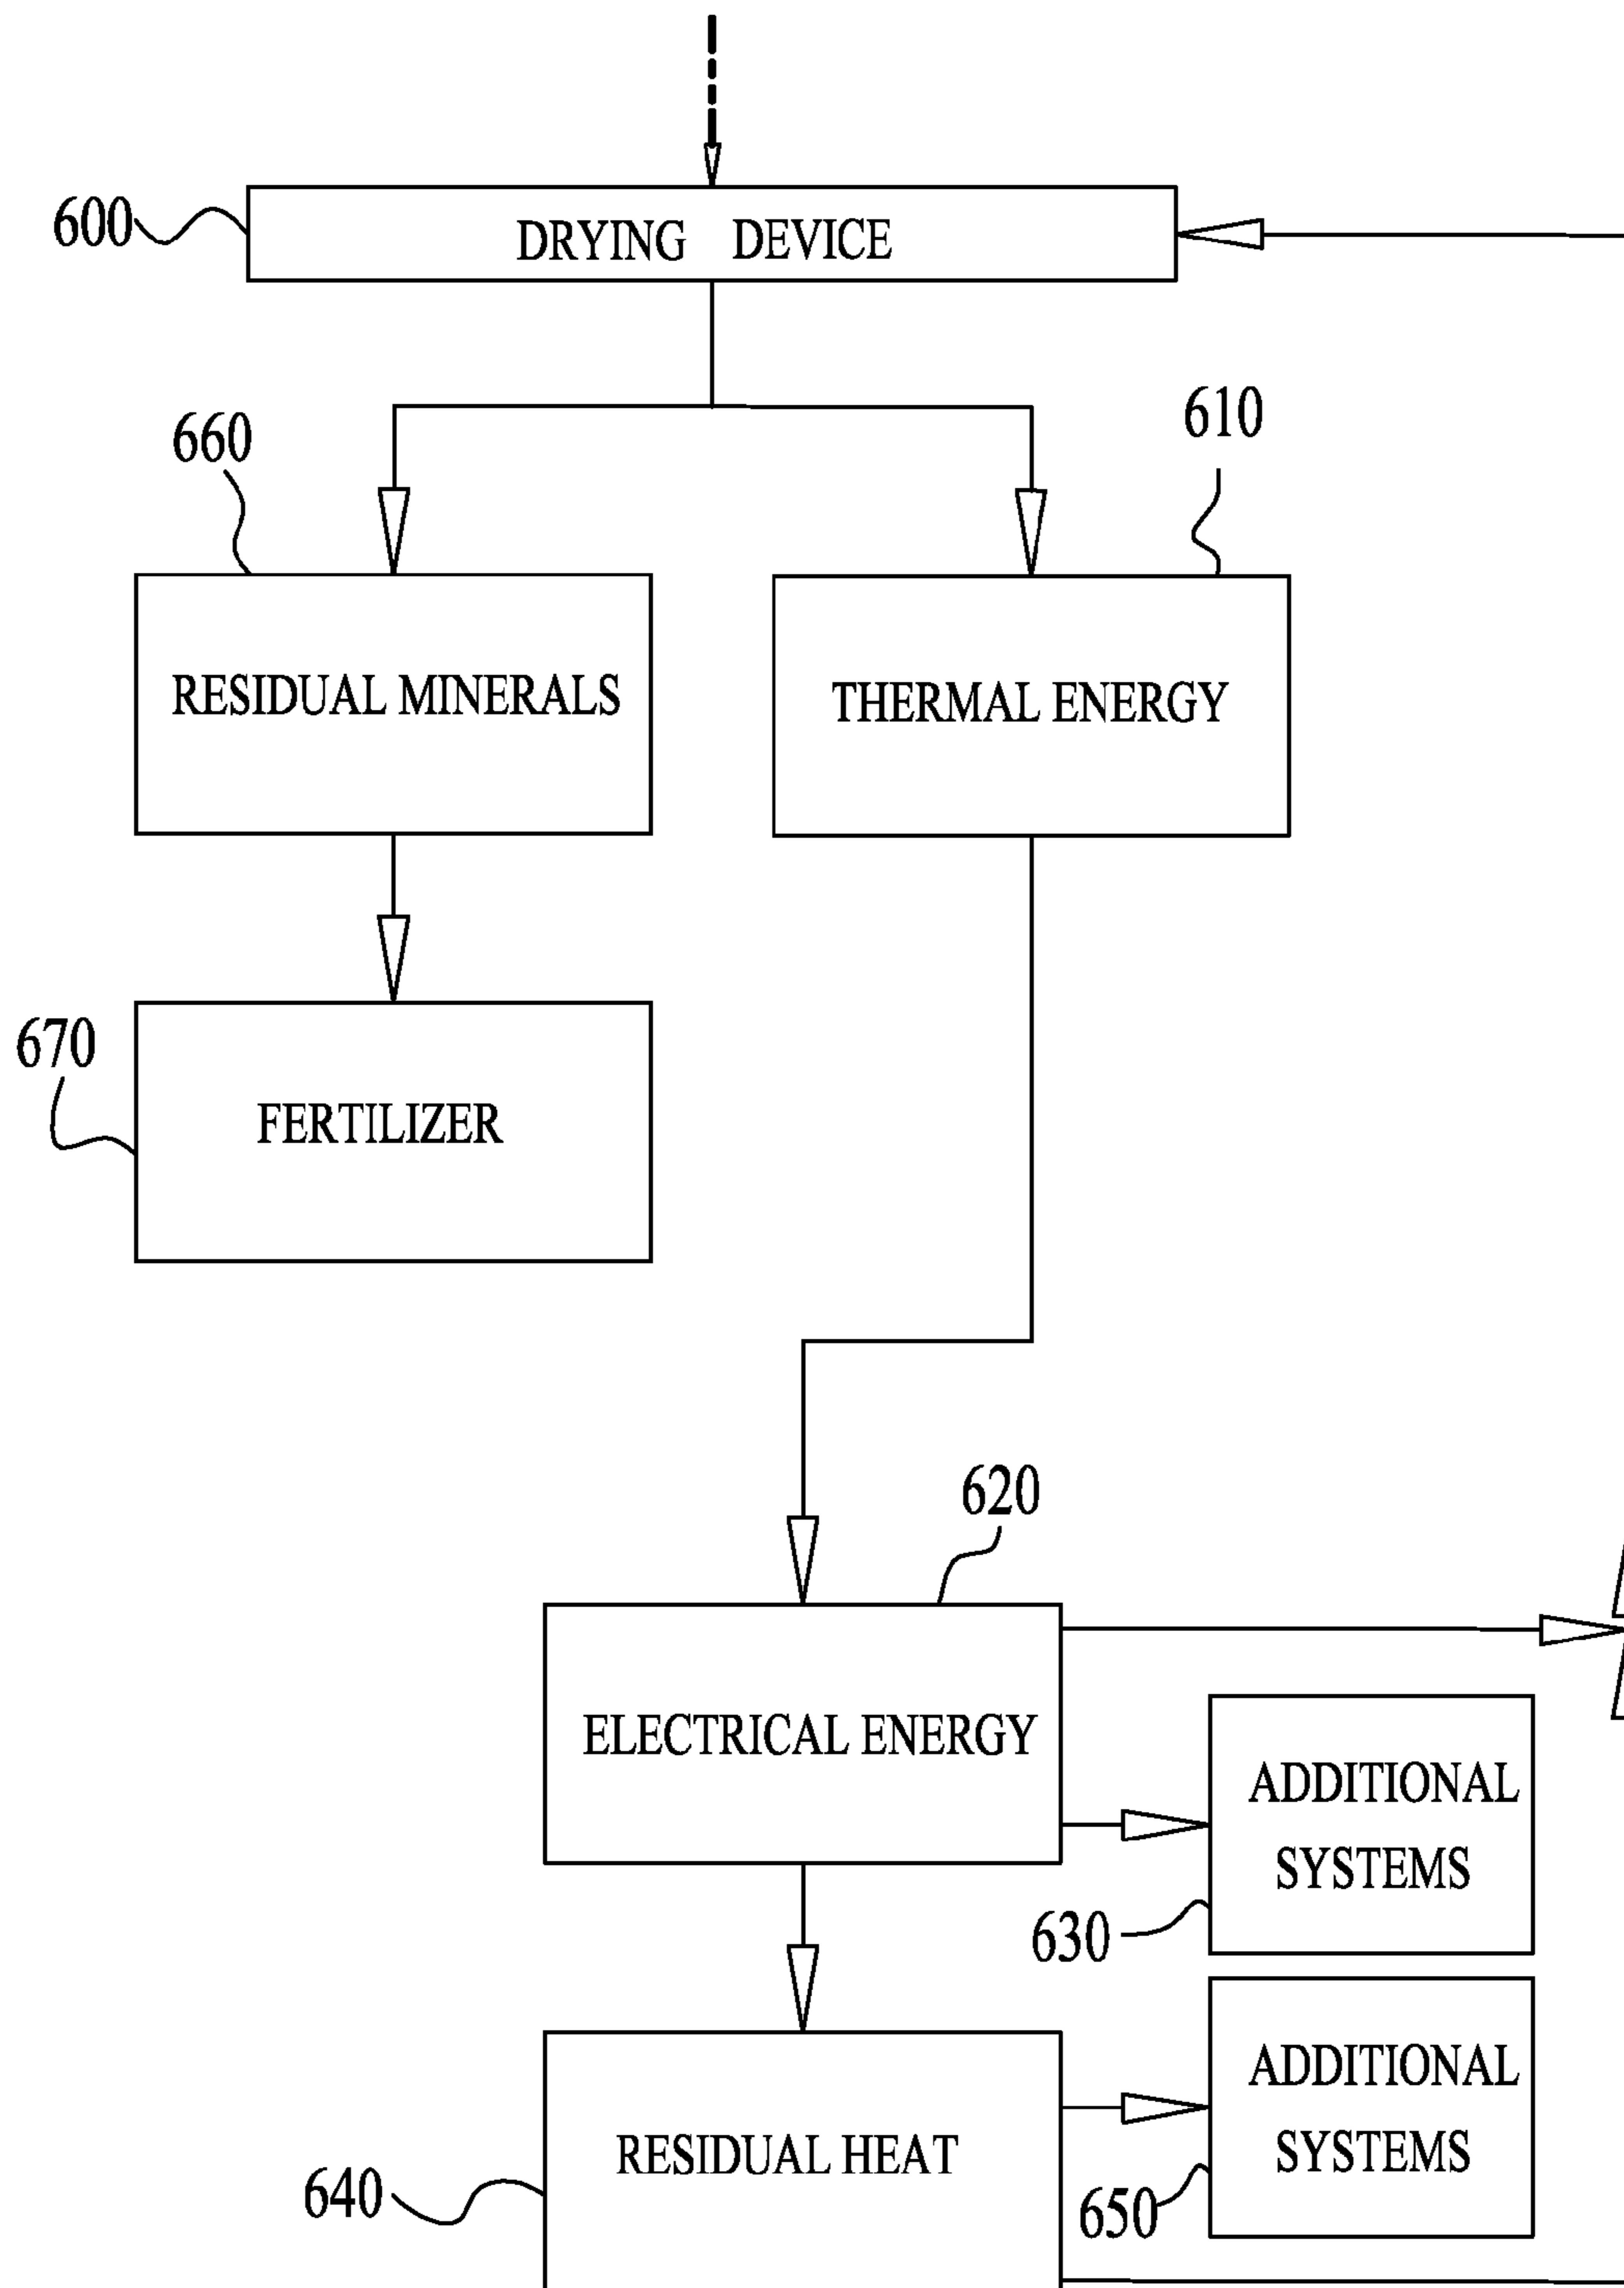 600
DRYING DEVICE
660
610
RESIDUAL MINERALS
THERMAL ENERGY
670
FERTILIZER
620
ELECTRICAL ENERGY
ADDITIONAL
SYSTEMS
630
RESIDUAL HEAT
640
ADDITIONAL
SYSTEMS
650